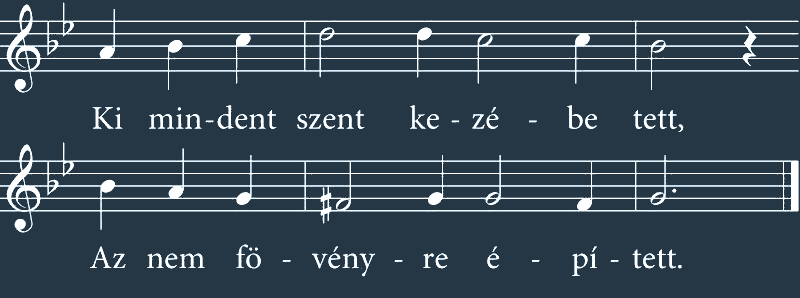 Ki min-dent szent ke - zé - be tett,
Az nem fö - vény - re é - pí - tett.